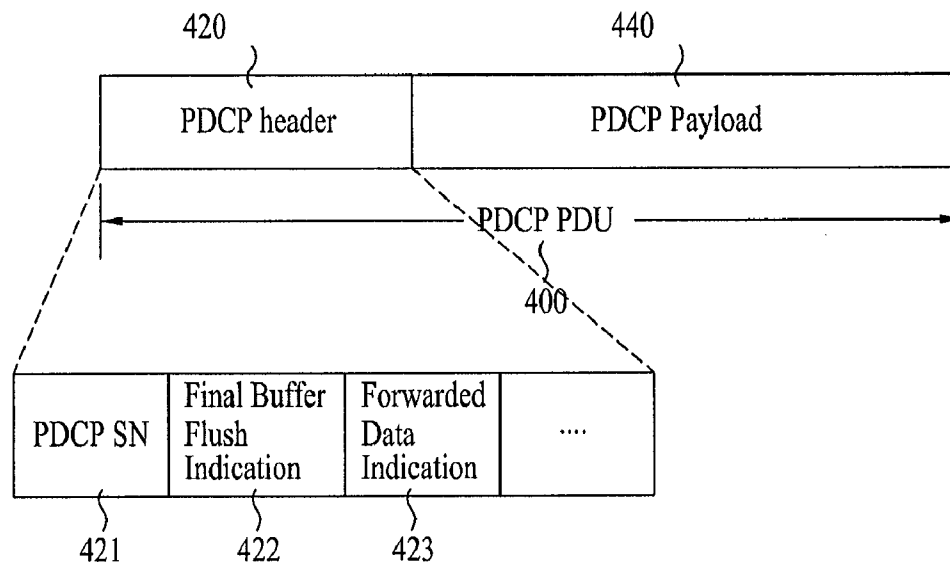 420
440
PDCP header
PDCP Payload
PDCP PDU
400
PDCP SN
Final Buffer
Flush
Indication
Forwarded
Data
Indication
....
421
422
423